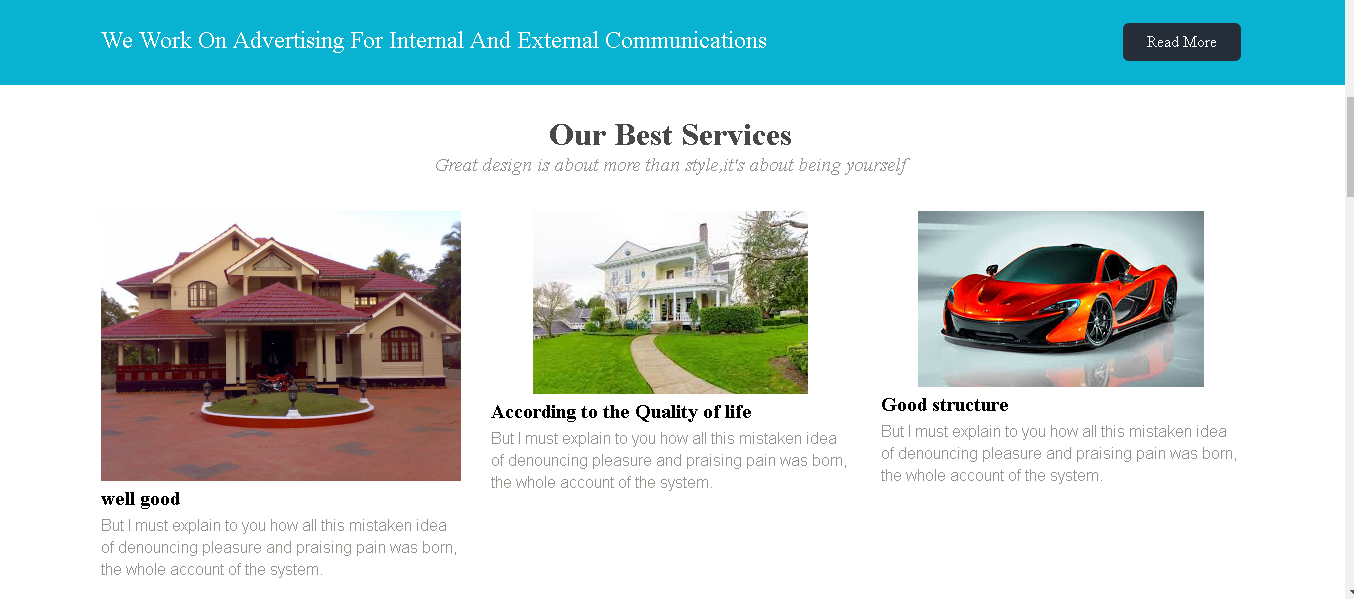 We Work On Advertising For Internal And External Communications
Read More
Our Best Services
Great design is about more than style,it's about being yourself
well good
But I must explain to you how all this mistaken idea
of denouncing pleasure and praising pain was born,
the whole account of the system.
According to the Quality of life
But I must explain to you how all this mistaken idea
of denouncing pleasure and praising pain was born,
the whole account of the system.
Good structure
But I must explain to you how all this mistaken idea
of denouncing pleasure and praising pain was born,
the whole account of the system.